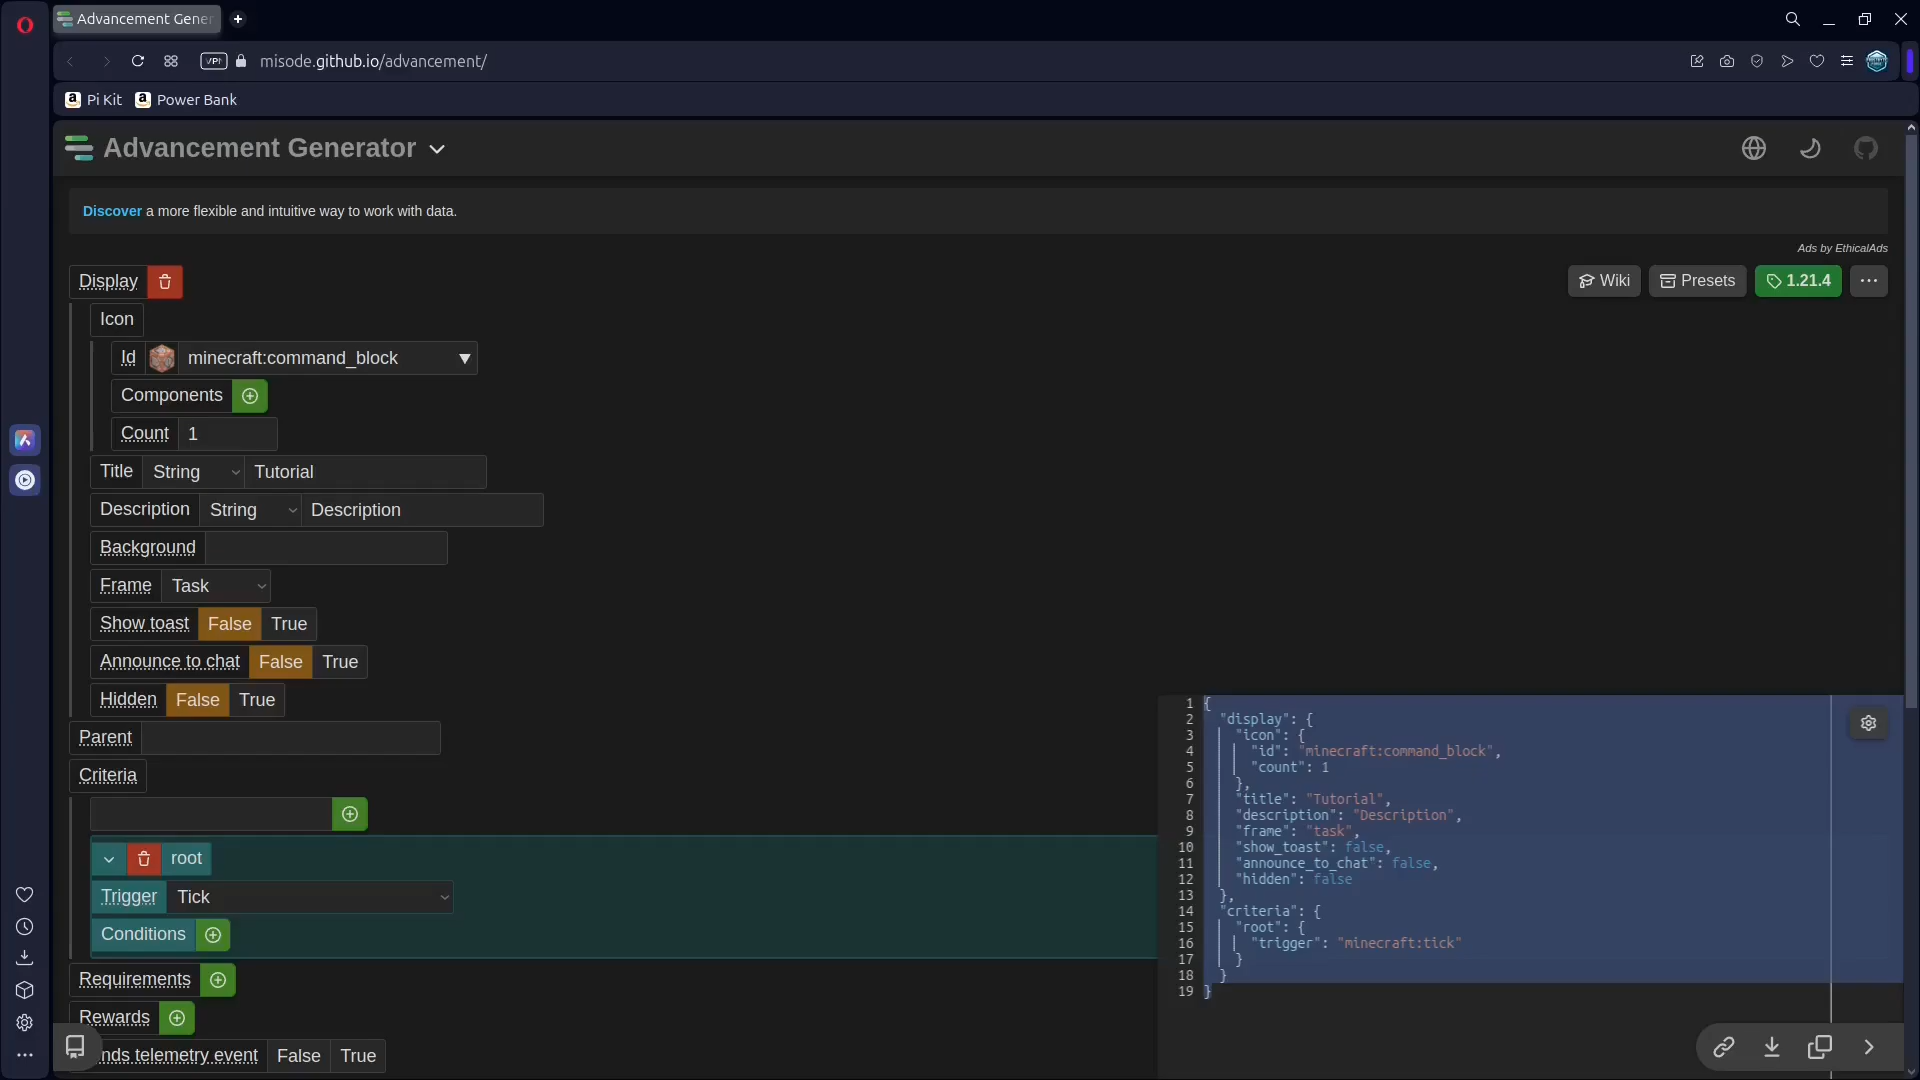 Advancement Gener
VPN
misode.github.io/advancement/
Pi Kit
Power Bank
Advancement Generator
Discover a more flexible and intuitive way to work with data.
Ads by EthicalAds
Display
Wiki
Presets
1.21.4
Icon
Id
minecraft:command_block
Components
Count
1
Title
String
Tutorial
Description
String
Description
Background
Frame
Task
Show toast
False
True
Announce to chat
False
True
Hidden
False
True
Parent
Criteria
root
Trigger
Tick
Conditions
Requirements
Rewards
nds telemetry event
False
True
1 {
2 "display": {
3 "icon": {
4 "id": "minecraft:command_block",
5 "count": 1
6 },
7 "title": "Tutorial",
8 "description": "Description",
9 "frame": "task",
10 "show_toast": false,
11 "announce_to_chat": false,
12 "hidden": false
13 },
14 "criteria": {
15 "root": {
16 "trigger": "minecraft:tick"
17 }
18 }
19 }